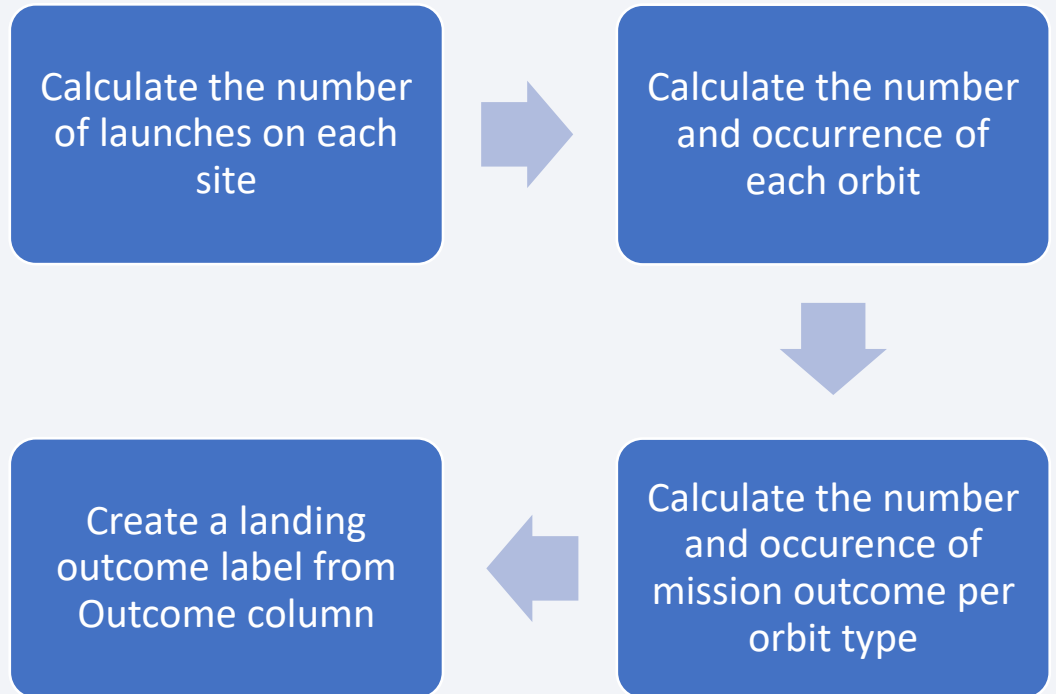 Calculate the number
of launches on each
site
Calculate the number
and occurrence of
each orbit
Calculate the number
and occurence of
mission outcome per
orbit type
Create a landing
outcome label from
Outcome column